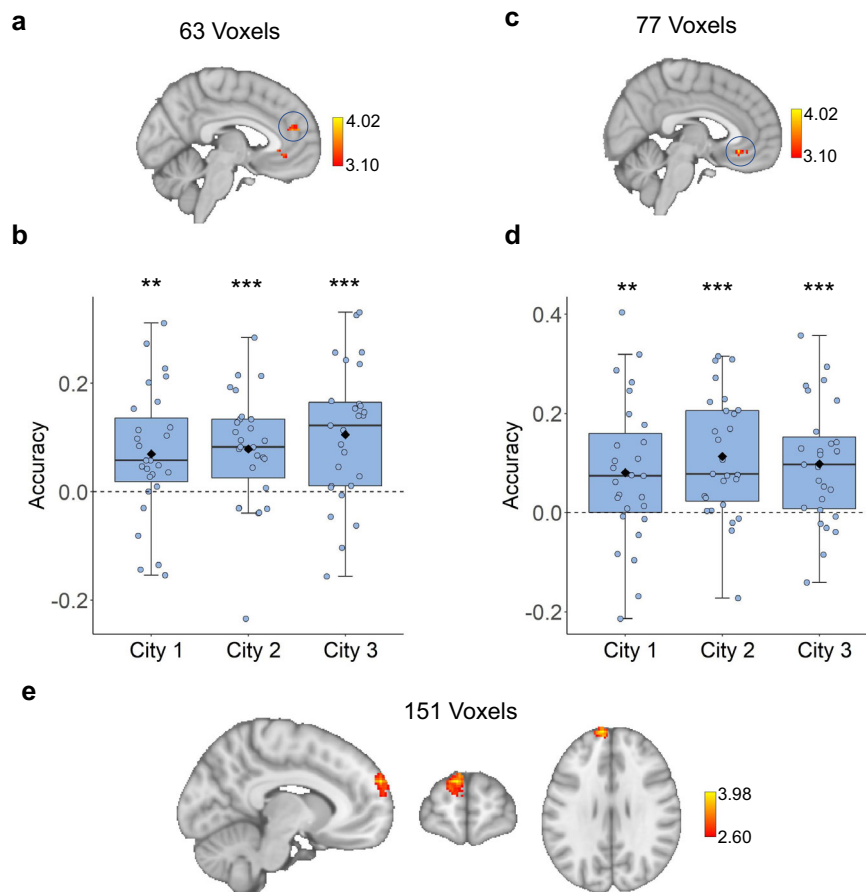 a
63 Voxels
4.02
3.10
c
77 Voxels
4.02
3.10
b
** *** ***
Accuracy
0.2
0.0
-0.2
City 1 City 2 City 3
d
** *** ***
Accuracy
0.4
0.2
0.0
-0.2
City 1 City 2 City 3
e
151 Voxels
3.98
2.60